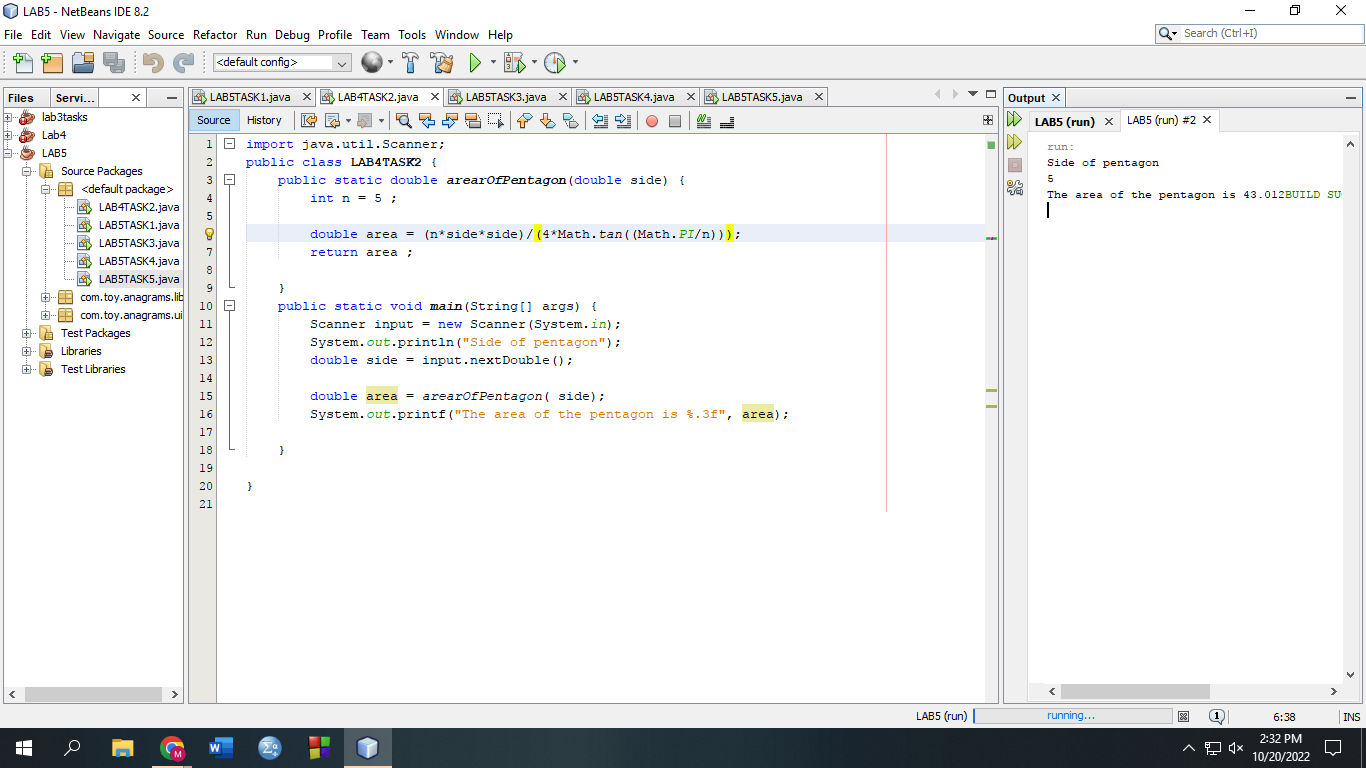 LAB5 - NetBeans IDE 8.2
File Edit View Navigate Source Refactor Run Debug Profile Team Tools Window Help
Search (Ctrl+I)
<default config>
Files Servi...
LAB5TASK1.java LAB4TASK2.java LAB5TASK3.java LAB5TASK4.java LAB5TASK5.java
Output
Source History
LAB5 (run) LAB5 (run) #2
lab3tasks
Lab4
LAB5
Source Packages
<default package>
LAB4TASK2.java
LAB5TASK1.java
LAB5TASK3.java
LAB5TASK4.java
LAB5TASK5.java
com.toy.anagrams.lib
com.toy.anagrams.ui
Test Packages
Libraries
Test Libraries
1 import java.util.Scanner;
2 public class LAB4TASK2 {
3 public static double arearOfPentagon(double side) {
4 int n = 5 ;
5
double area = (n*side*side)/(4*Math.tan((Math.PI/n)));
7 return area ;
8
9 }
10 public static void main(String[] args) {
11 Scanner input = new Scanner(System.in);
12 System.out.println("Side of pentagon");
13 double side = input.nextDouble();
14
15 double area = arearOfPentagon( side);
16 System.out.printf("The area of the pentagon is %.3f", area);
17
18 }
19
20 }
21
run:
Side of pentagon
5
The area of the pentagon is 43.012BUILD SU
LAB5 (run) running... 1 6:38 INS
2:32 PM
10/20/2022